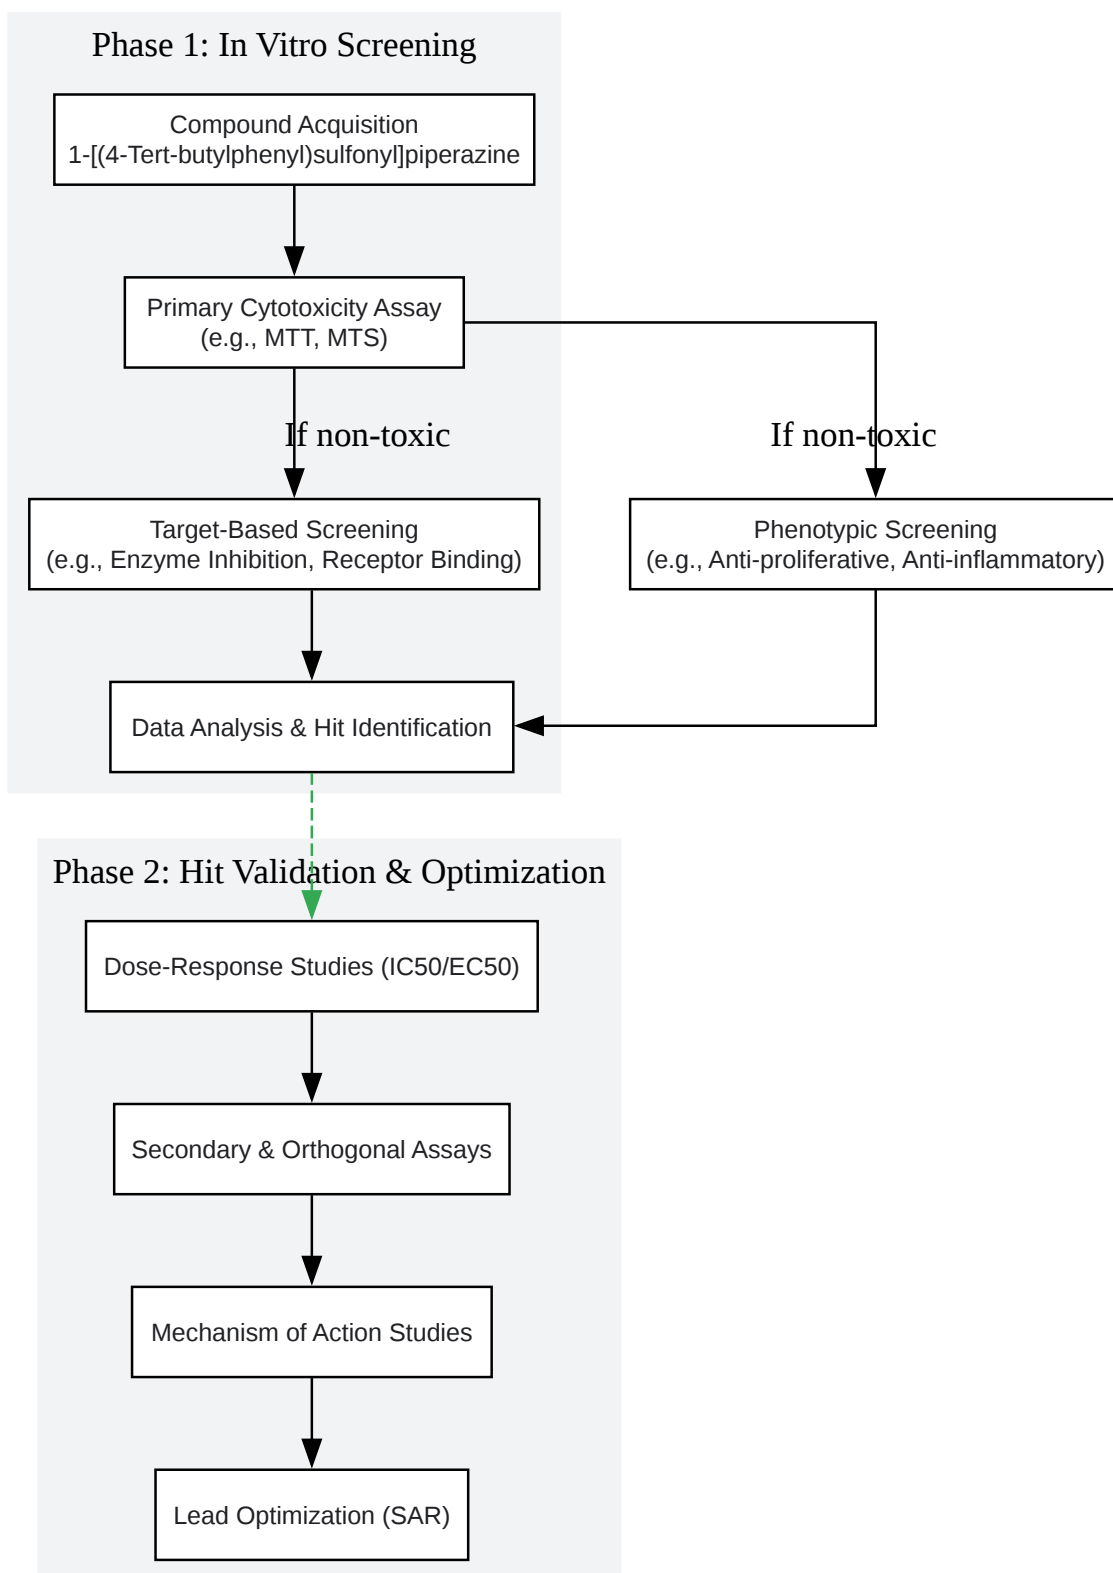 Phase 1: In Vitro Screening
Compound Acquisition
1-[(4-Tert-butylphenyl)sulfonyl]piperazine
Primary Cytotoxicity Assay
(e.g., MTT, MTS)
If non-toxic
If non-toxic
Target-Based Screening
(e.g., Enzyme Inhibition, Receptor Binding)
Phenotypic Screening
(e.g., Anti-proliferative, Anti-inflammatory)
Data Analysis & Hit Identification
Phase 2: Hit Validation & Optimization
Dose-Response Studies (IC50/EC50)
Secondary & Orthogonal Assays
Mechanism of Action Studies
Lead Optimization (SAR)